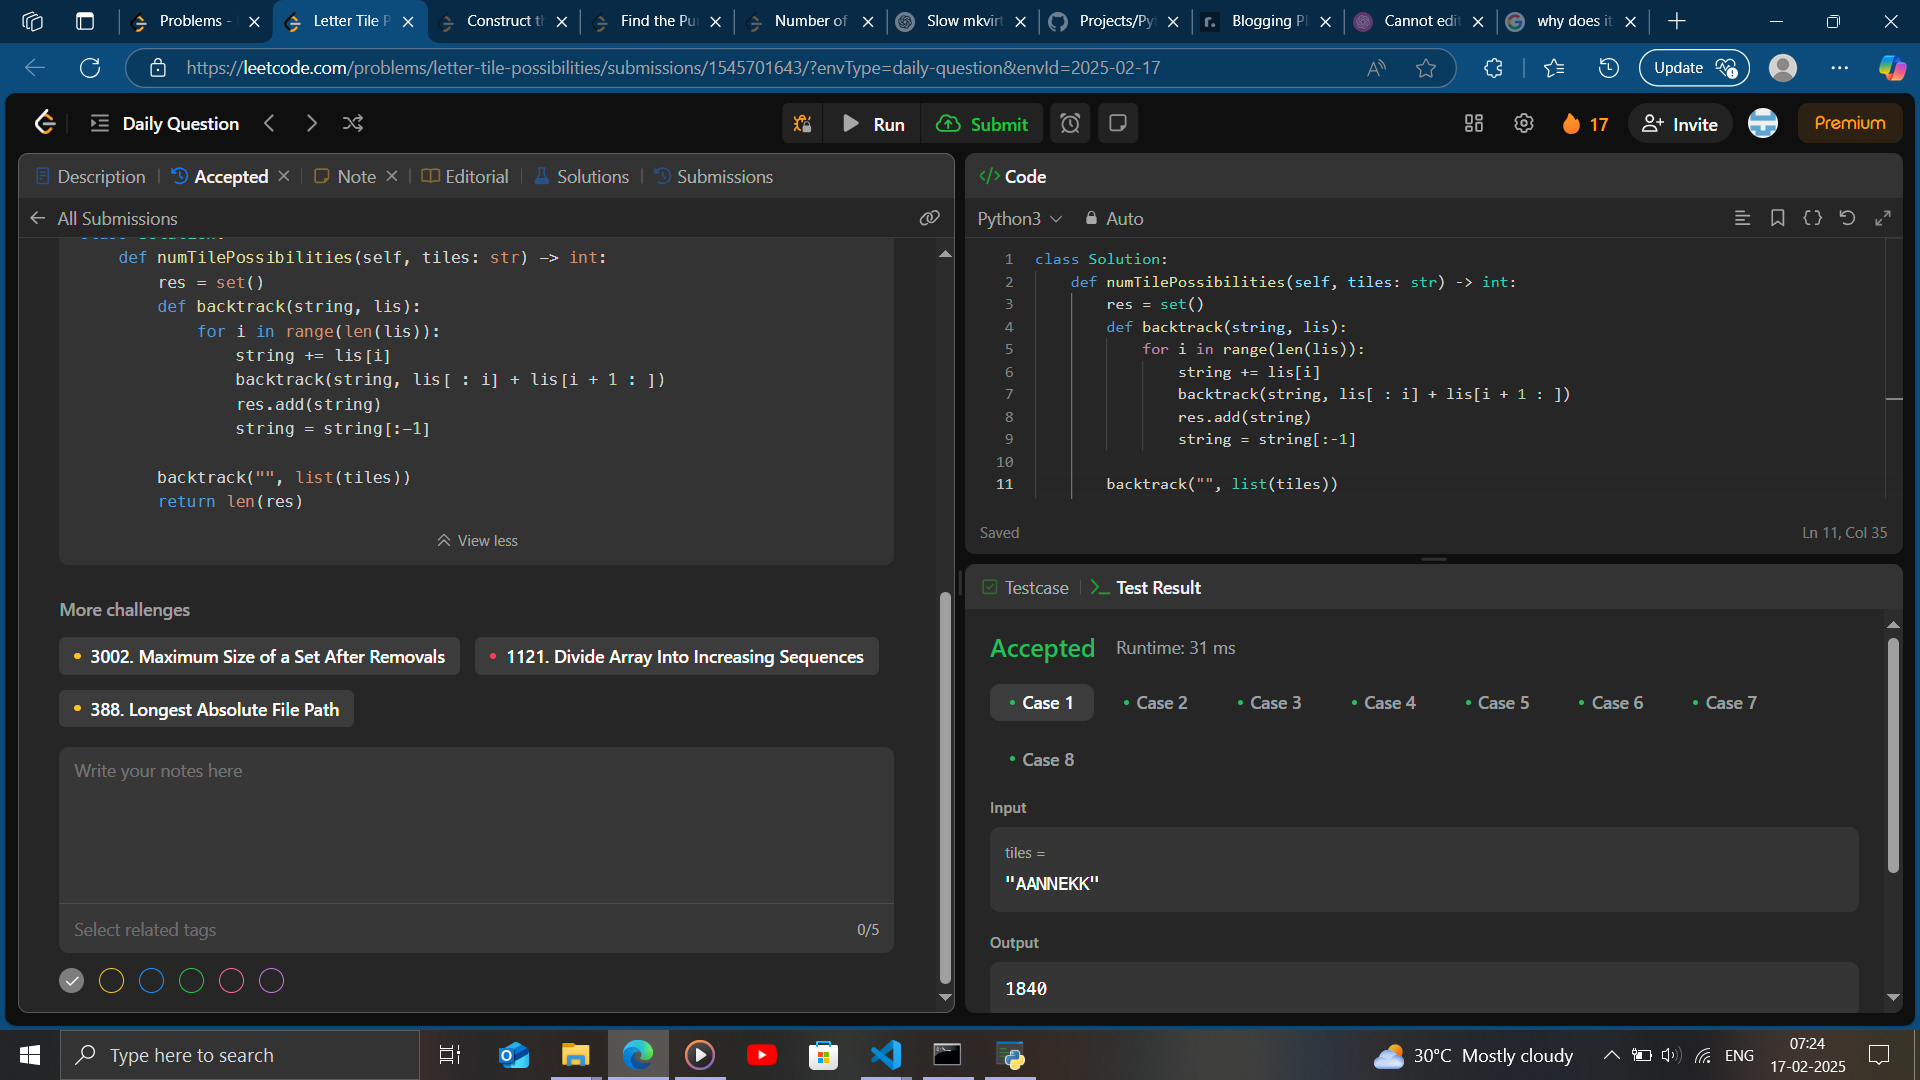 Problems -
Letter Tile P
Construct t
Find the Pu
Number of
Slow mkvirt
Projects/Py
Blogging Pl
Cannot edit
why does it
https://leetcode.com/problems/letter-tile-possibilities/submissions/1545701643/?envType=daily-question&envId=2025-02-17
Update
Daily Question
Run
Submit
17
Invite
Premium
Description
Accepted
Note
Editorial
Solutions
Submissions
All Submissions
def numTilePossibilities(self, tiles: str) -> int:
res = set()
def backtrack(string, lis):
for i in range(len(lis)):
string += lis[i]
backtrack(string, lis[ : i] + lis[i + 1 : ])
res.add(string)
string = string[:-1]
backtrack("", list(tiles))
return len(res)
View less
More challenges
3002. Maximum Size of a Set After Removals
1121. Divide Array Into Increasing Sequences
388. Longest Absolute File Path
Write your notes here
Select related tags
0/5
Code
Python3
Auto
1 class Solution:
2 def numTilePossibilities(self, tiles: str) -> int:
3 res = set()
4 def backtrack(string, lis):
5 for i in range(len(lis)):
6 string += lis[i]
7 backtrack(string, lis[ : i] + lis[i + 1 : ])
8 res.add(string)
9 string = string[:-1]
10
11 backtrack("", list(tiles))
Saved
Ln 11, Col 35
Testcase
Test Result
Accepted
Runtime: 31 ms
Case 1
Case 2
Case 3
Case 4
Case 5
Case 6
Case 7
Case 8
Input
tiles =
"AANNEKK"
Output
1840
Type here to search
30°C Mostly cloudy
ENG
07:24
17-02-2025